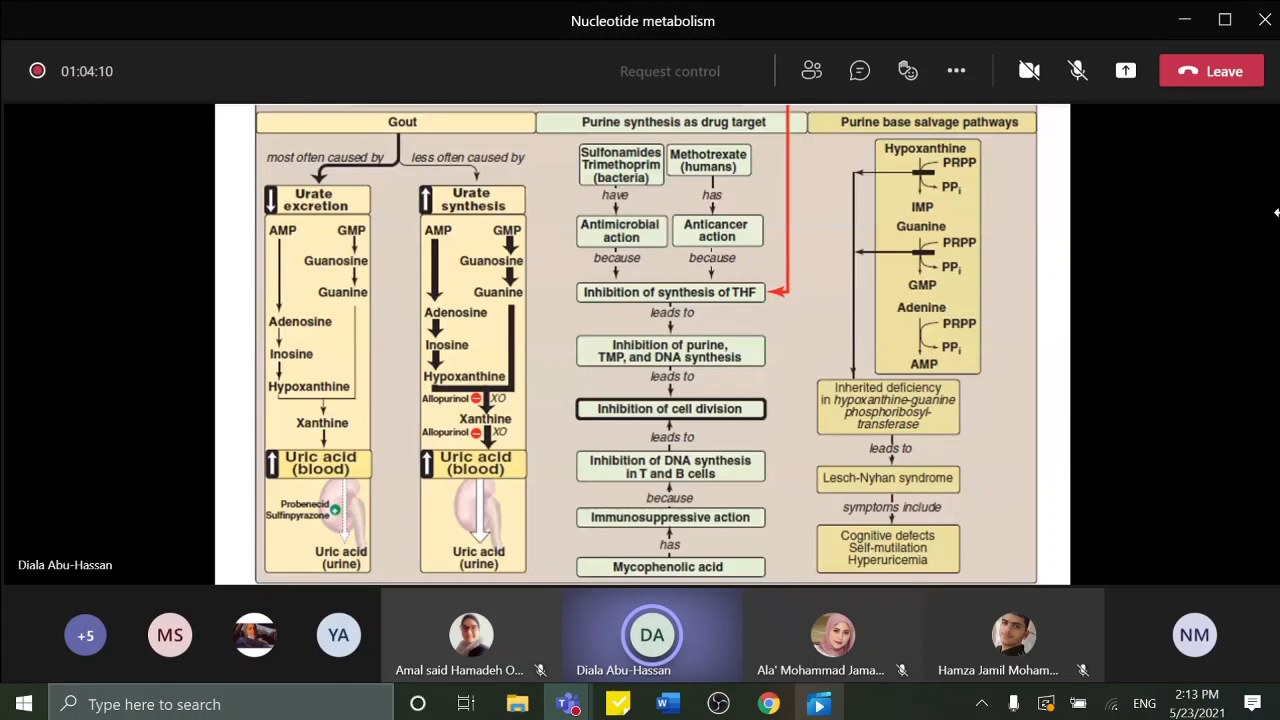 Nucleotide metabolism
01:04:10
Request control
Leave
Gout
most often caused by
less often caused by
Urate
excretion
AMP
GMP
Guanosine
Guanine
Adenosine
Inosine
Hypoxanthine
Xanthine
Uric acid
(blood)
Probenecid
Sulfinpyrazone
Uric acid
(urine)
Urate
synthesis
AMP
GMP
Guanosine
Guanine
Adenosine
Inosine
Hypoxanthine
Allopurinol
XO
Xanthine
Allopurinol
XO
Uric acid
(blood)
Uric acid
(urine)
Purine synthesis as drug target
Sulfonamides
Trimethoprim
(bacteria)
Methotrexate
(humans)
have
has
Antimicrobial
action
Anticancer
action
because
because
Inhibition of synthesis of THF
leads to
Inhibition of purine,
TMP, and DNA synthesis
leads to
Inhibition of cell division
leads to
Inhibition of DNA synthesis
in T and B cells
because
Immunosuppressive action
has
Mycophenolic acid
Purine base salvage pathways
Hypoxanthine
PRPP
PPi
IMP
Guanine
PRPP
PPi
GMP
Adenine
PRPP
PPi
AMP
Inherited deficiency
in hypoxanthine-guanine
phosphoribosyl-
transferase
leads to
Lesch-Nyhan syndrome
symptoms include
Cognitive defects
Self-mutilation
Hyperuricemia
Diala Abu-Hassan
+5
MS
YA
Amal said Hamadeh O...
DA
Diala Abu-Hassan
Ala' Mohammad Jama...
Hamza Jamil Moham...
NM
Type here to search
ENG
2:13 PM
5/23/2021